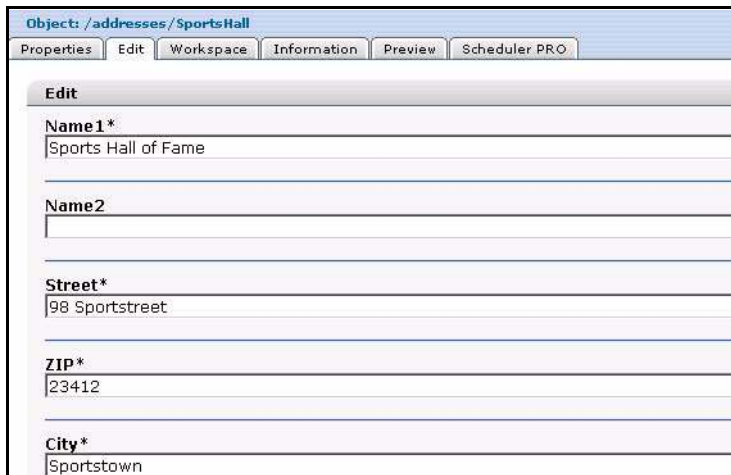 Object: /addresses/SportsHall
Properties Edit Workspace Information Preview Scheduler PRO
Edit
Name1*
Sports Hall of Fame
Name2
Street*
98 Sportstreet
ZIP*
23412
City*
Sportstown